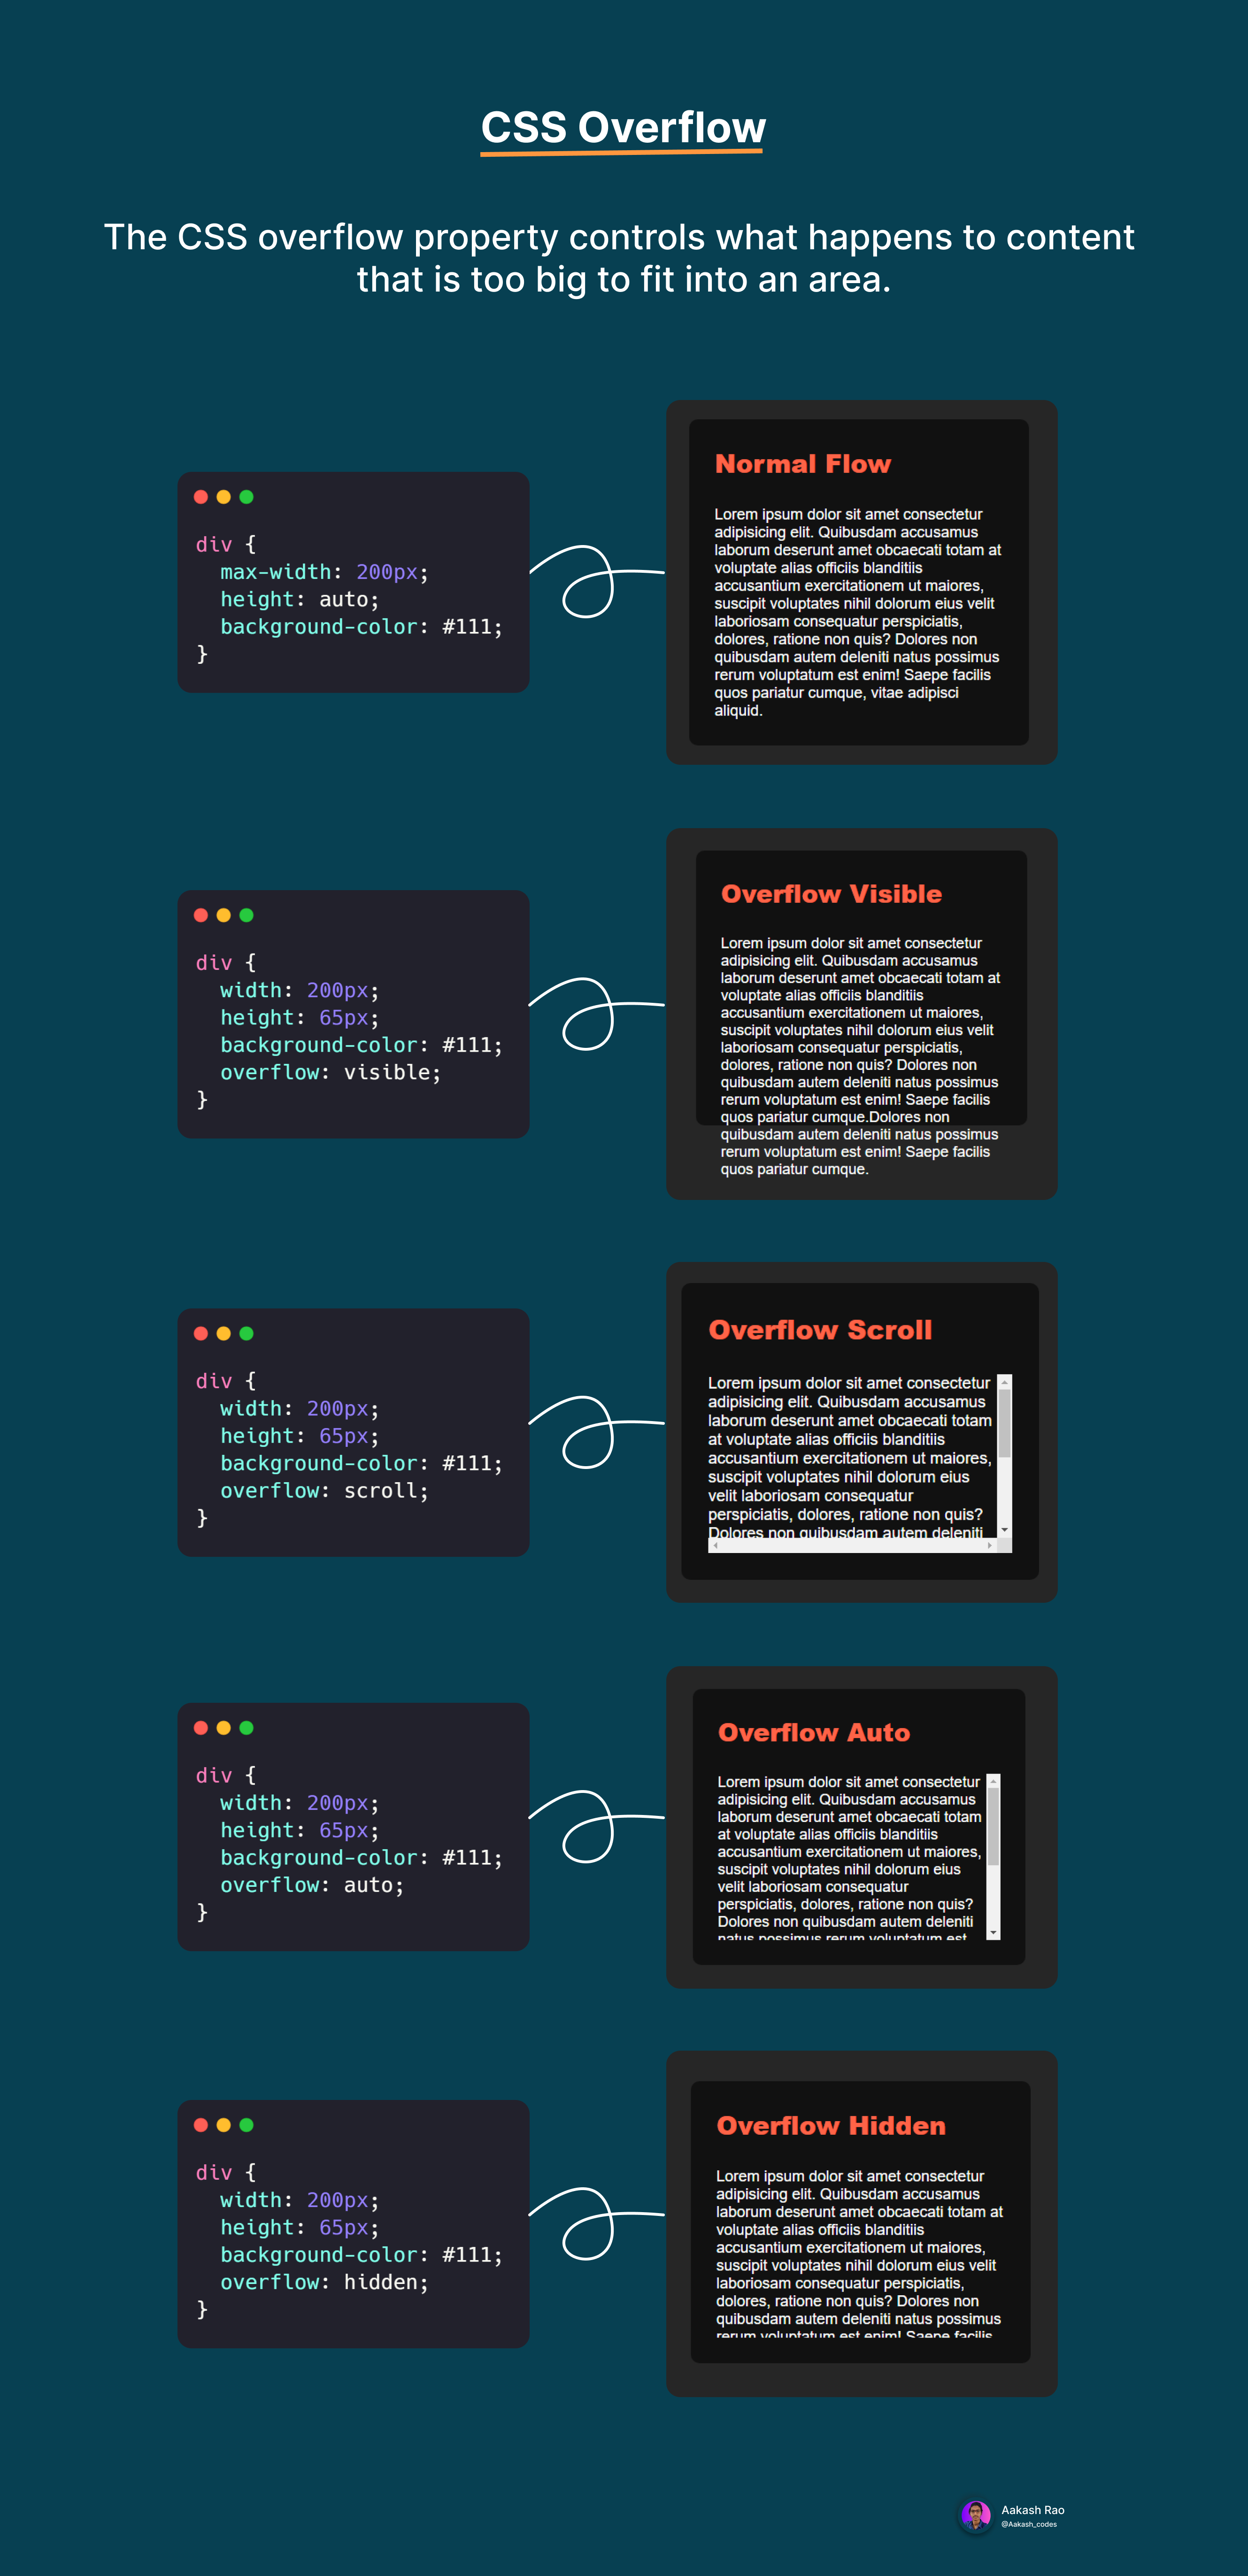 CSS Overflow
The CSS overflow property controls what happens to content
that is too big to fit into an area.
div {
max-width: 200px;
height: auto;
background-color: #111;
}
Normal Flow
Lorem ipsum dolor sit amet consectetur
adipisicing elit. Quibusdam accusamus
laborum deserunt amet obcaecati totam at
voluptate alias officiis blanditiis
accusantium exercitationem ut maiores,
suscipit voluptates nihil dolorum eius velit
laboriosam consequatur perspiciatis,
dolores, ratione non quis? Dolores non
quibusdam autem deleniti natus possimus
rerum voluptatum est enim! Saepe facilis
quos pariatur cumque, vitae adipisci
aliquid.
div {
width: 200px;
height: 65px;
background-color: #111;
overflow: visible;
}
Overflow Visible
Lorem ipsum dolor sit amet consectetur
adipisicing elit. Quibusdam accusamus
laborum deserunt amet obcaecati totam at
voluptate alias officiis blanditiis
accusantium exercitationem ut maiores,
suscipit voluptates nihil dolorum eius velit
laboriosam consequatur perspiciatis,
dolores, ratione non quis? Dolores non
quibusdam autem deleniti natus possimus
rerum voluptatum est enim! Saepe facilis
quos pariatur cumque.Dolores non
quibusdam autem deleniti natus possimus
rerum voluptatum est enim! Saepe facilis
quos pariatur cumque.
div {
width: 200px;
height: 65px;
background-color: #111;
overflow: scroll;
}
Overflow Scroll
Lorem ipsum dolor sit amet consectetur
adipisicing elit. Quibusdam accusamus
laborum deserunt amet obcaecati totam
at voluptate alias officiis blanditiis
accusantium exercitationem ut maiores,
suscipit voluptates nihil dolorum eius
velit laboriosam consequatur
perspiciatis, dolores, ratione non quis?
Dolores non quibusdam autem deleniti
div {
width: 200px;
height: 65px;
background-color: #111;
overflow: auto;
}
Overflow Auto
Lorem ipsum dolor sit amet consectetur
adipisicing elit. Quibusdam accusamus
laborum deserunt amet obcaecati totam
at voluptate alias officiis blanditiis
accusantium exercitationem ut maiores,
suscipit voluptates nihil dolorum eius
velit laboriosam consequatur
perspiciatis, dolores, ratione non quis?
Dolores non quibusdam autem deleniti
natus possimus rerum voluptatum est
div {
width: 200px;
height: 65px;
background-color: #111;
overflow: hidden;
}
Overflow Hidden
Lorem ipsum dolor sit amet consectetur
adipisicing elit. Quibusdam accusamus
laborum deserunt amet obcaecati totam at
voluptate alias officiis blanditiis
accusantium exercitationem ut maiores,
suscipit voluptates nihil dolorum eius velit
laboriosam consequatur perspiciatis,
dolores, ratione non quis? Dolores non
quibusdam autem deleniti natus possimus
rerum voluptatum est enim! Saepe facilis
Aakash Rao
@Aakash_codes